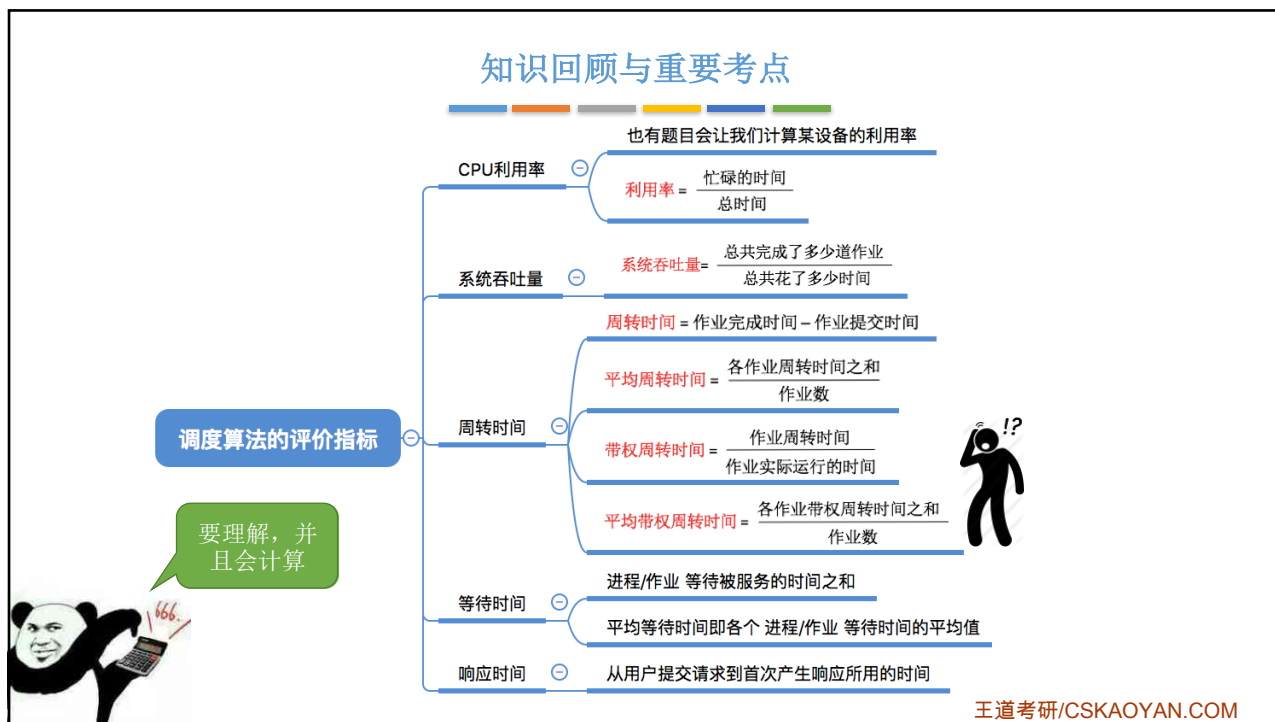 知识回顾与重要考点
也有题目会让我们计算某设备的利用率
CPU利用率
利用率 = 忙碌的时间
总时间
系统吞吐量
系统吞吐量= 总共完成了多少道作业
总共花了多少时间
周转时间 = 作业完成时间 – 作业提交时间
平均周转时间 = 各作业周转时间之和
作业数
周转时间
带权周转时间 = 作业周转时间
作业实际运行的时间
平均带权周转时间 = 各作业带权周转时间之和
作业数
调度算法的评价指标
!?
要理解，并
且会计算
进程/作业 等待被服务的时间之和
等待时间
平均等待时间即各个 进程/作业 等待时间的平均值
666.
响应时间
从用户提交请求到首次产生响应所用的时间
王道考研/CSKAOYAN.COM